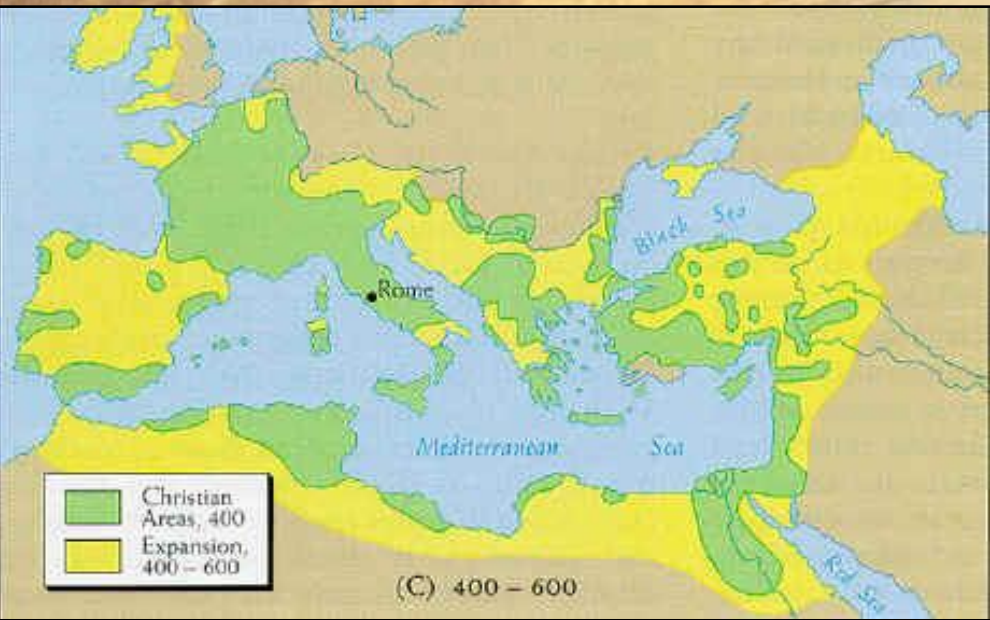 Black Sea
Rome
Mediterranean Sea
Christian
Areas, 400
Expansion,
400 – 600
(C) 400 – 600
Red Sea